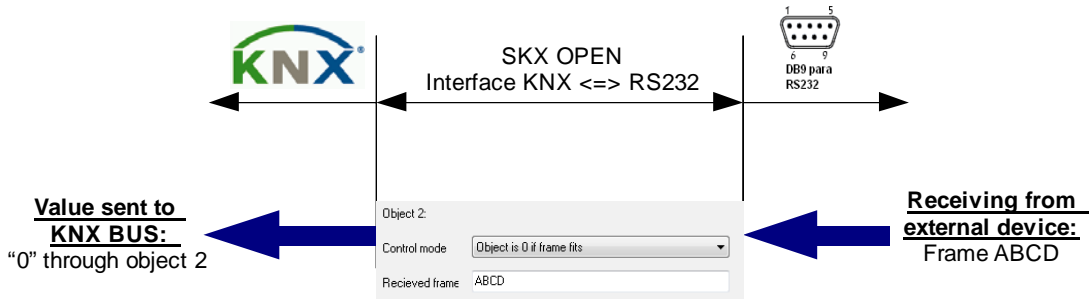 KNX®
SKX OPEN
Interface KNX <=> RS232
1 5
6 9
DB9 para
RS232
Value sent to
KNX BUS:
“0” through object 2
Object 2:
Control mode
Object is 0 if frame fits
Recieved frame
ABCD
Receiving from
external device:
Frame ABCD